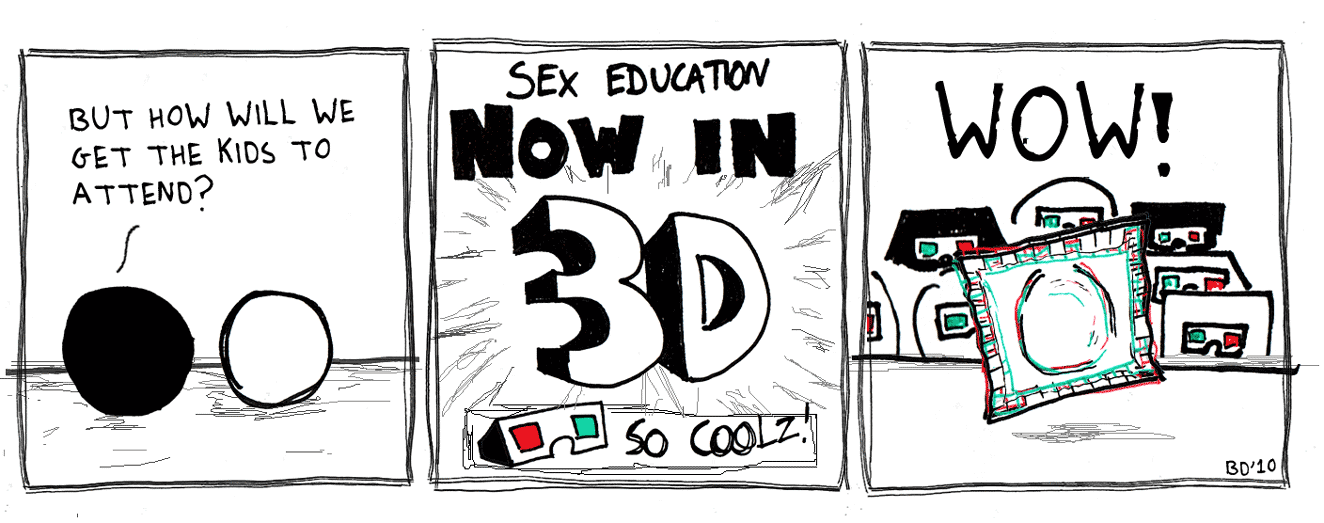 BUT HOW WILL WE
GET THE KIDS TO
ATTEND?
SEX EDUCATION
NOW IN
3D
SO COOLZ!
WOW!
BD'10